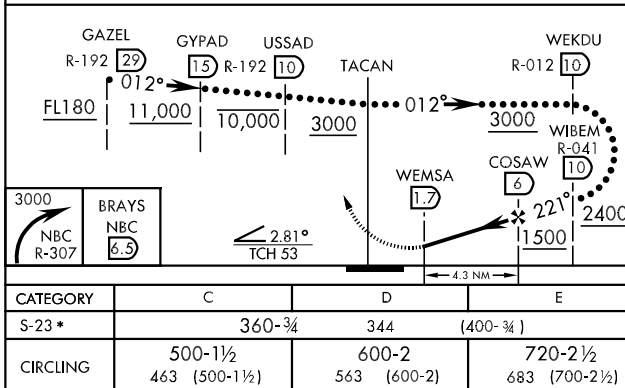 GAZEL
R-192 29
GYPAD
15
USSAD
R-192 10
TACAN
WEKDU
R-012 10
012°
012°
FL180
11,000
10,000
3000
3000
WIBEM
R-041
10
COSAW
6
WEMSA
1.7
221°
2400
1500
3000
NBC
R-307
BRAYS
NBC
6.5
2.81°
TCH 53
4.3 NM
CATEGORY C D E
S-23 * 360-¾ 344 (400-¾)
CIRCLING 500-1½ 600-2 720-2½
463 (500-1½) 563 (600-2) 683 (700-2½)